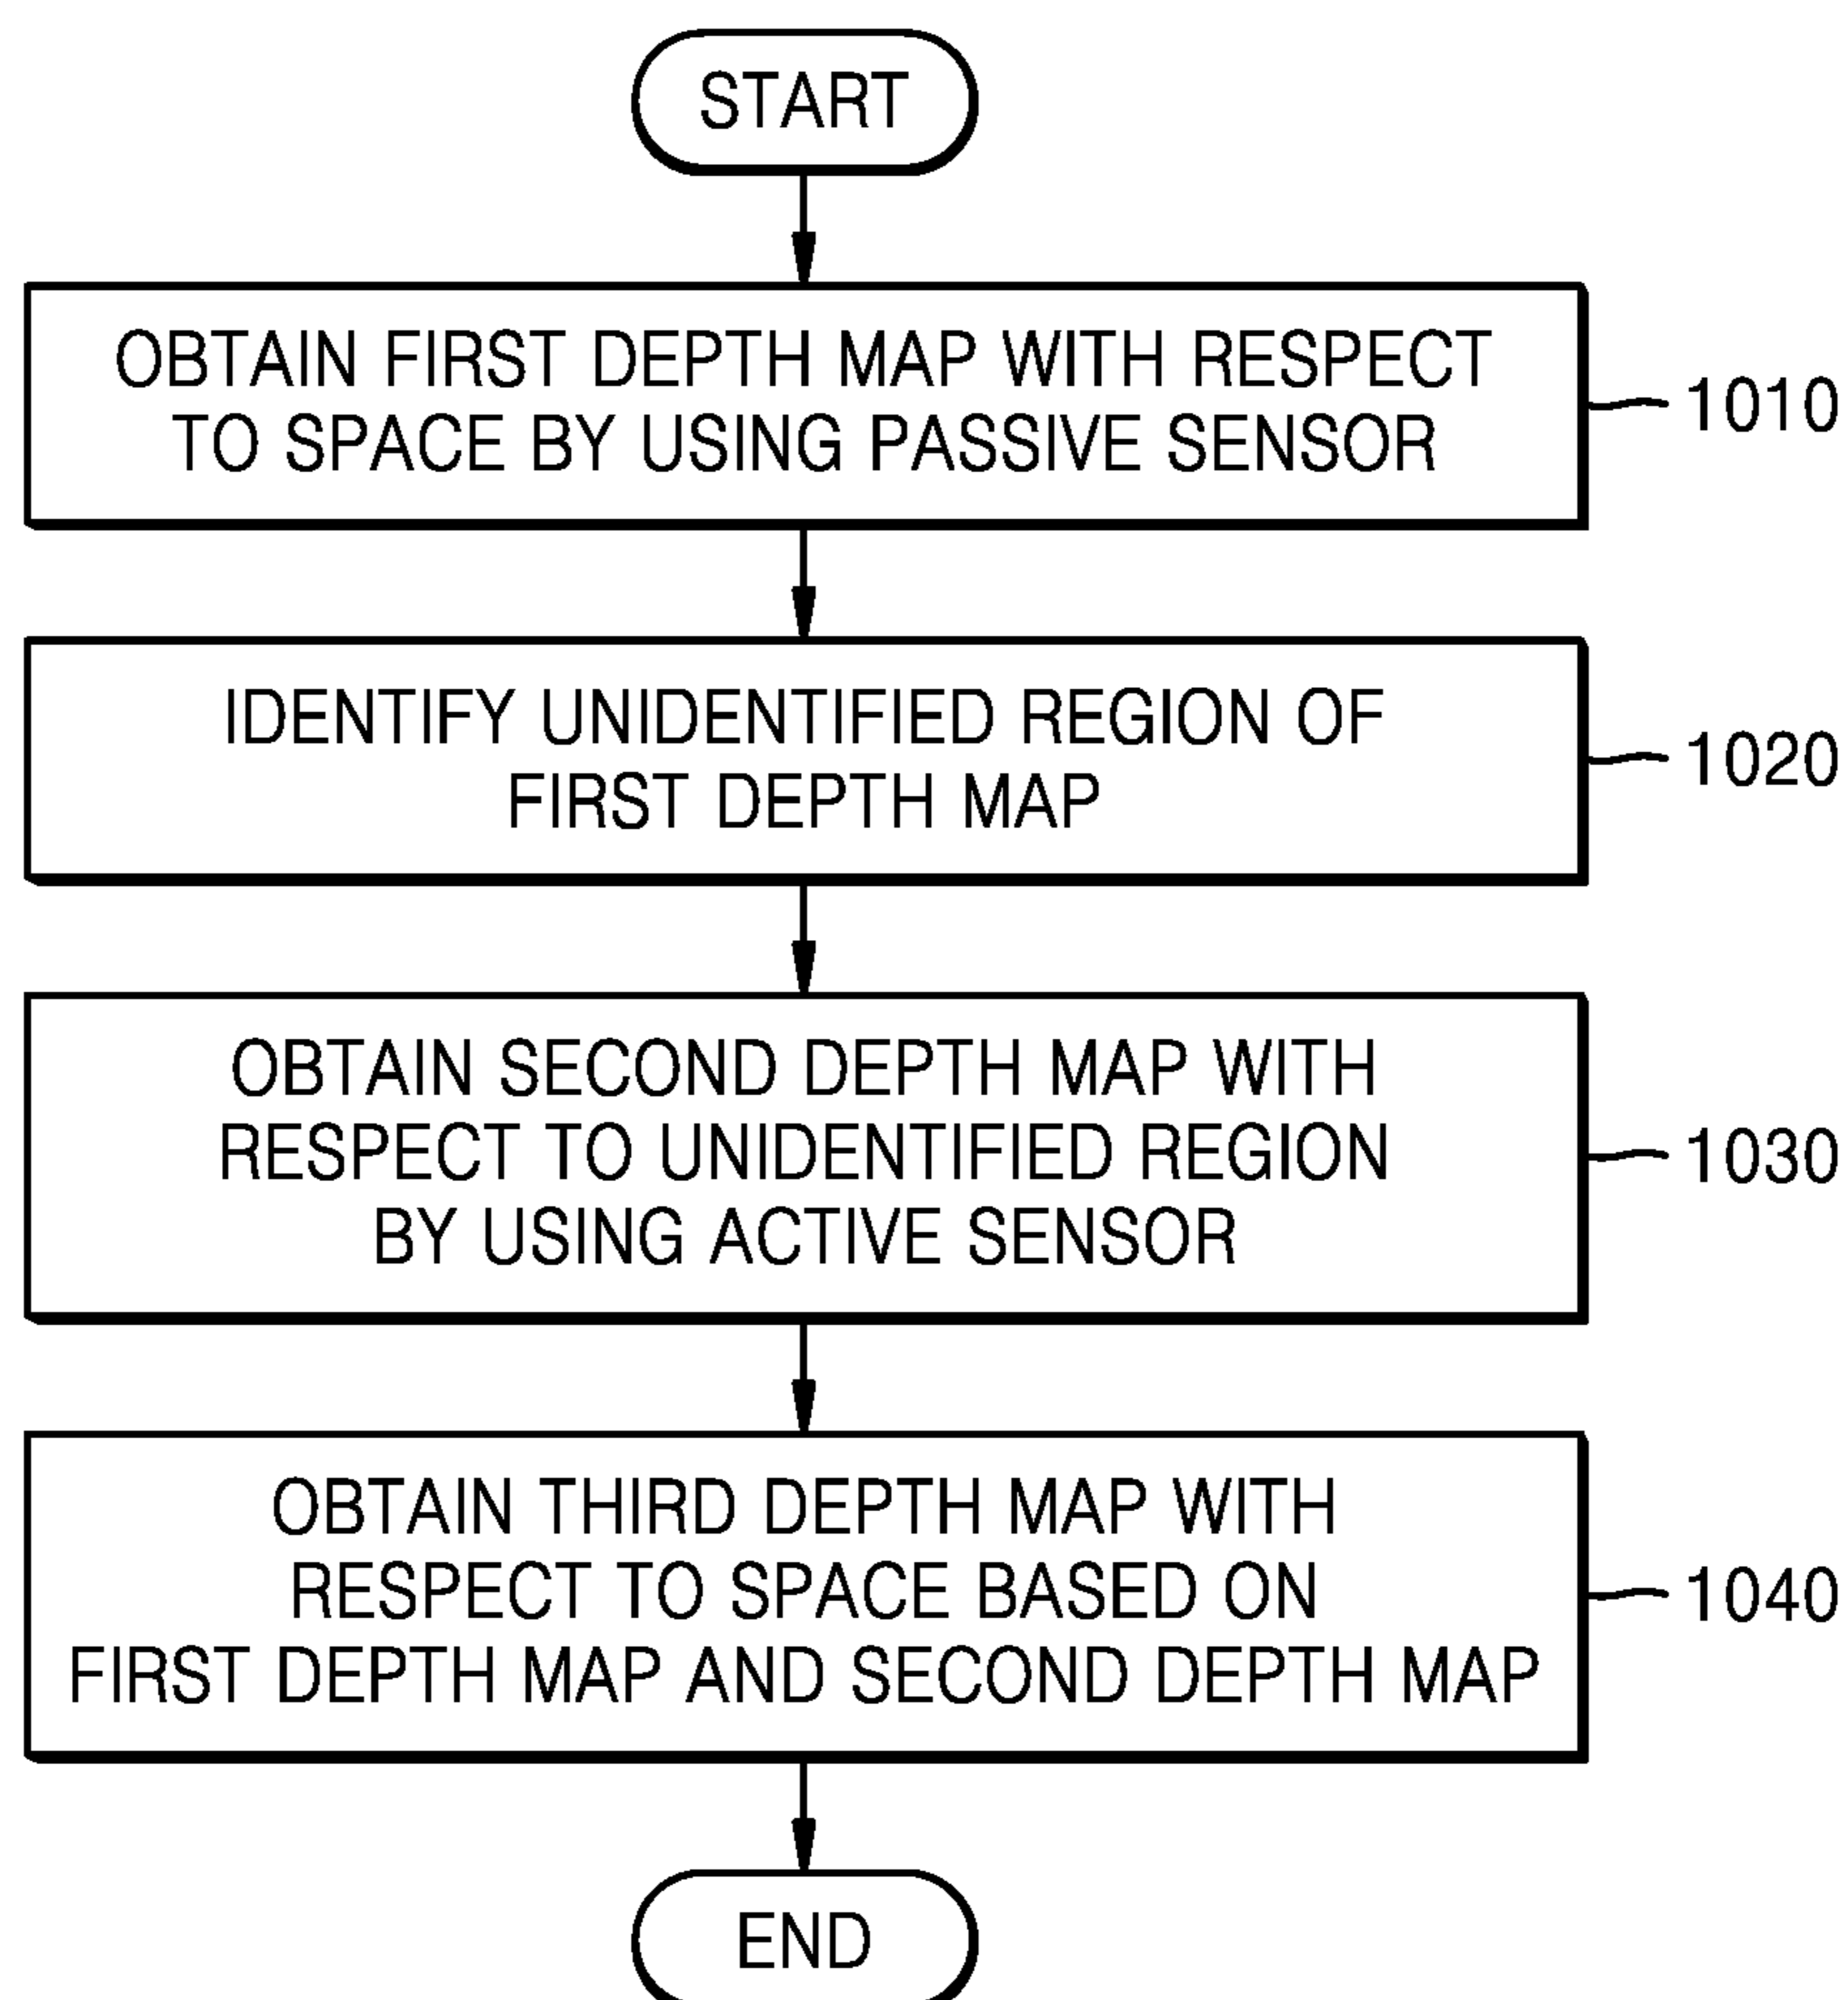 START
OBTAIN FIRST DEPTH MAP WITH RESPECT
TO SPACE BY USING PASSIVE SENSOR
1010
IDENTIFY UNIDENTIFIED REGION OF
FIRST DEPTH MAP
1020
OBTAIN SECOND DEPTH MAP WITH
RESPECT TO UNIDENTIFIED REGION
BY USING ACTIVE SENSOR
1030
OBTAIN THIRD DEPTH MAP WITH
RESPECT TO SPACE BASED ON
FIRST DEPTH MAP AND SECOND DEPTH MAP
1040
END